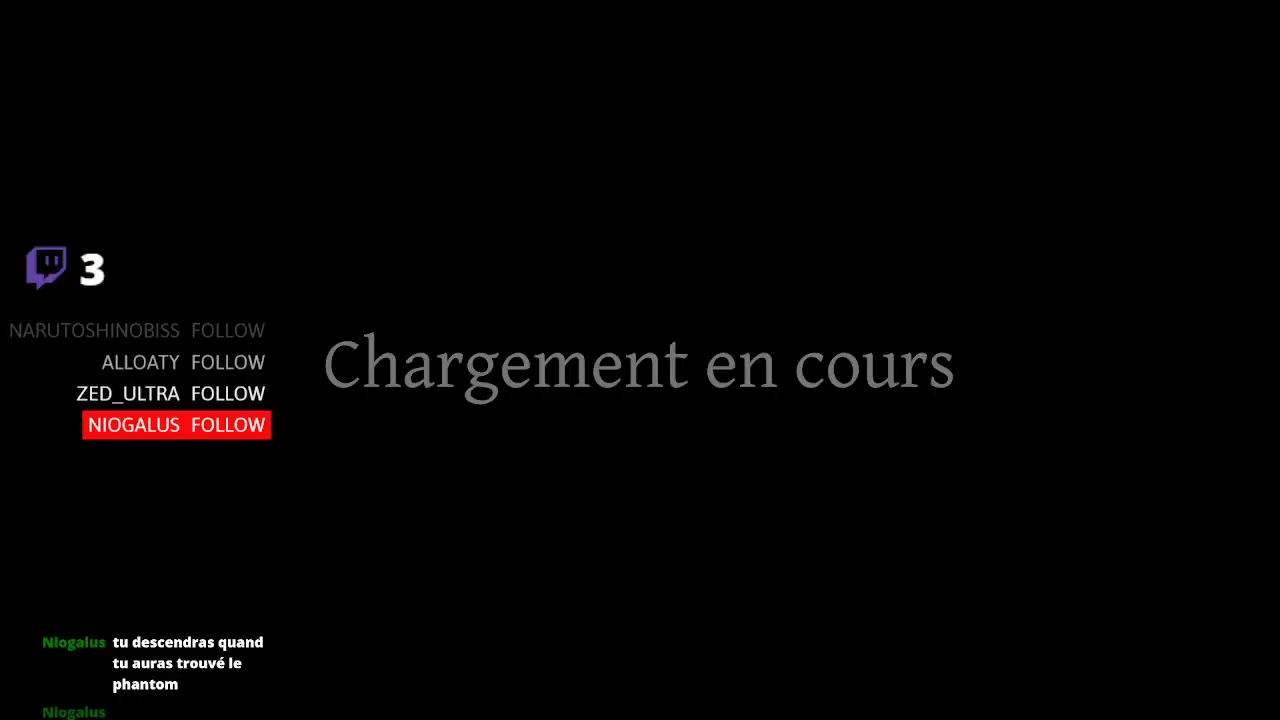 3
NARUTOSHINOBISS FOLLOW
ALLOATY FOLLOW
ZED_ULTRA FOLLOW
NIOGALUS FOLLOW
Chargement en cours
Niogalus tu descendras quand
tu auras trouvé le
phantom
Niogalus